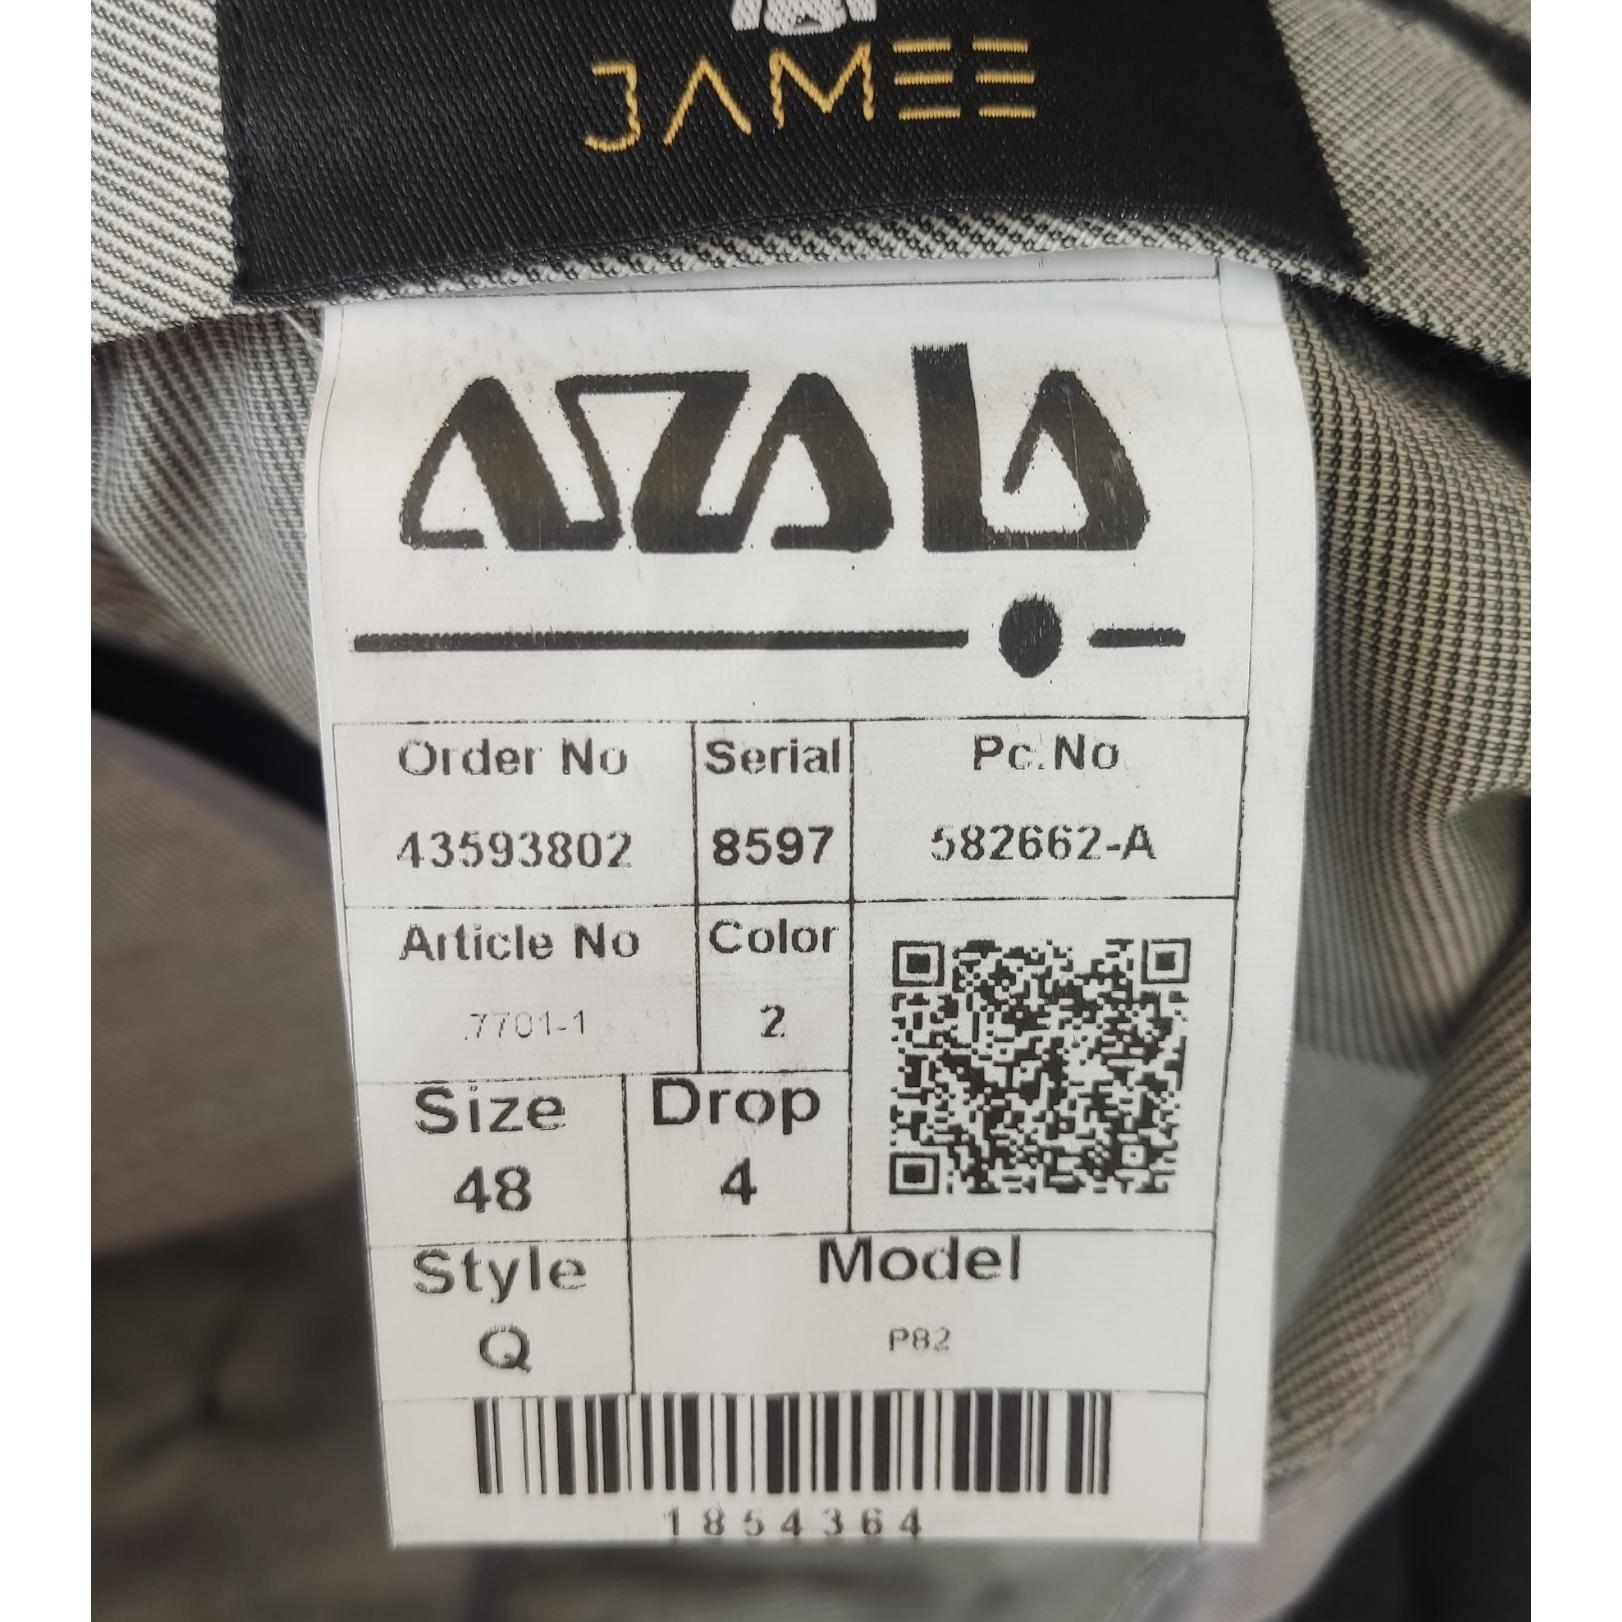 JAMEE
AZALA
Order No Serial Pc.No
43593802 8597 582662-A
Article No Color
7701-1 2
Size Drop
48 4
Style Model
Q P82
1854364